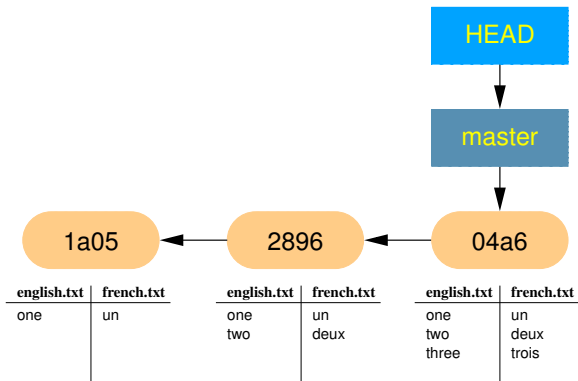 HEAD
master
1a05 2896 04a6
english.txt french.txt english.txt french.txt english.txt french.txt
one un one un one un
two deux two deux
three trois